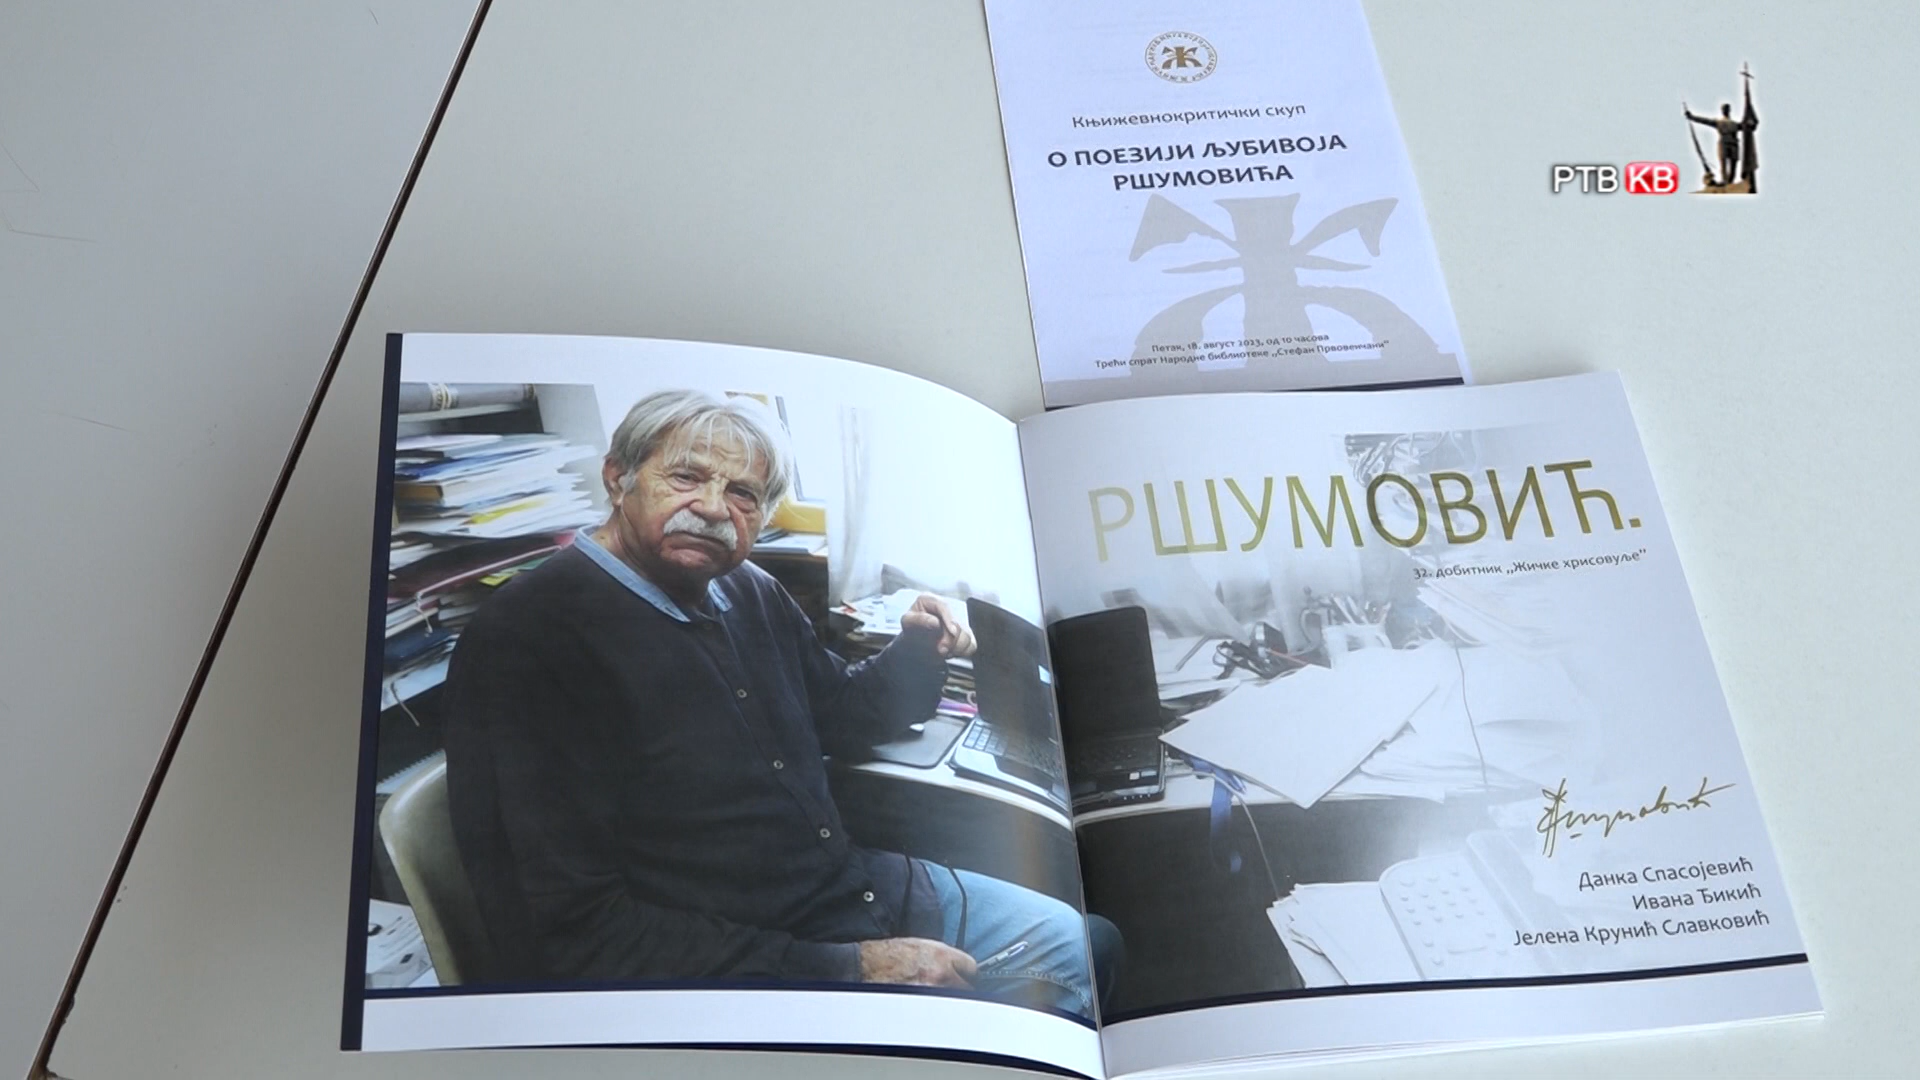 Књижевнокритички скуп
О ПОЕЗИЈИ ЉУБИВОЈА
РШУМОВИЋА
Петак, 18. август 2023, од 10 часова
Трећи спрат Народне библиотеке „Стефан Првовенчани”
РТВ КВ
РШУМОВИЋ.
32. добитник „Жичке хрисовуље”
Ршумовић
Данка Спасојевић
Ивана Ђикић
Јелена Крунић Славковић